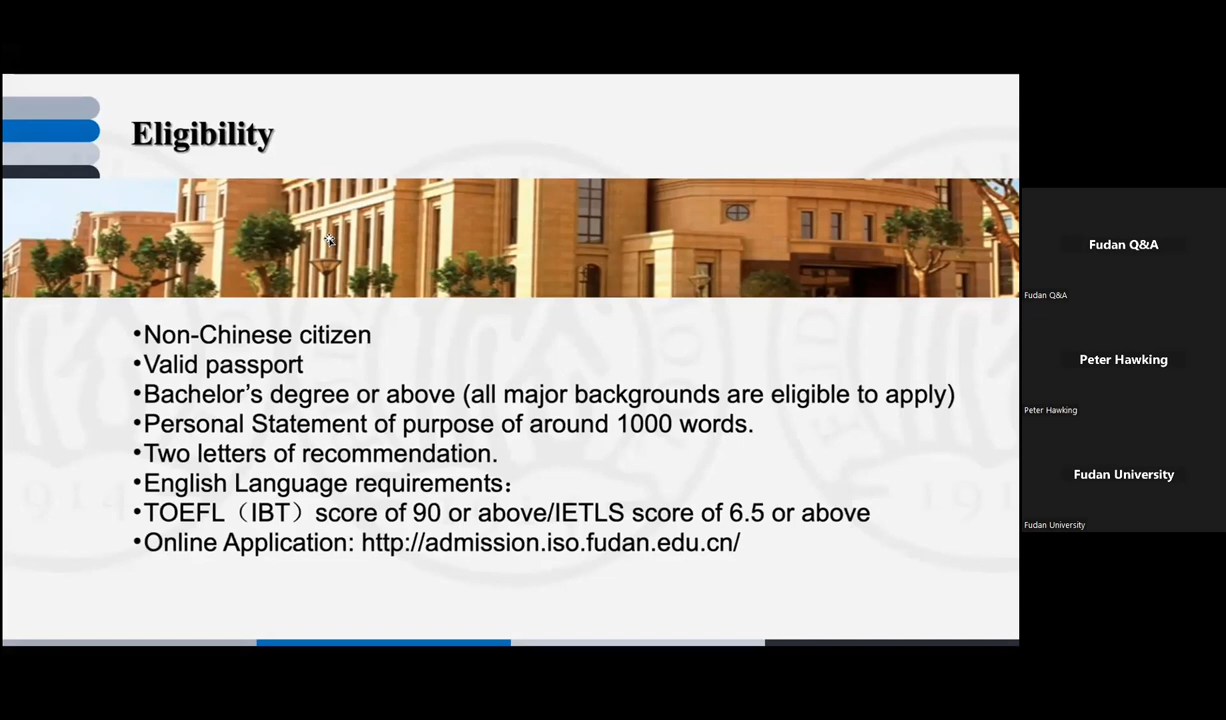 Eligibility
•Non-Chinese citizen
•Valid passport
•Bachelor’s degree or above (all major backgrounds are eligible to apply)
•Personal Statement of purpose of around 1000 words.
•Two letters of recommendation.
•English Language requirements：
•TOEFL（IBT）score of 90 or above/IETLS score of 6.5 or above
•Online Application: http://admission.iso.fudan.edu.cn/
Fudan Q&A
Fudan Q&A
Peter Hawking
Peter Hawking
Fudan University
Fudan University